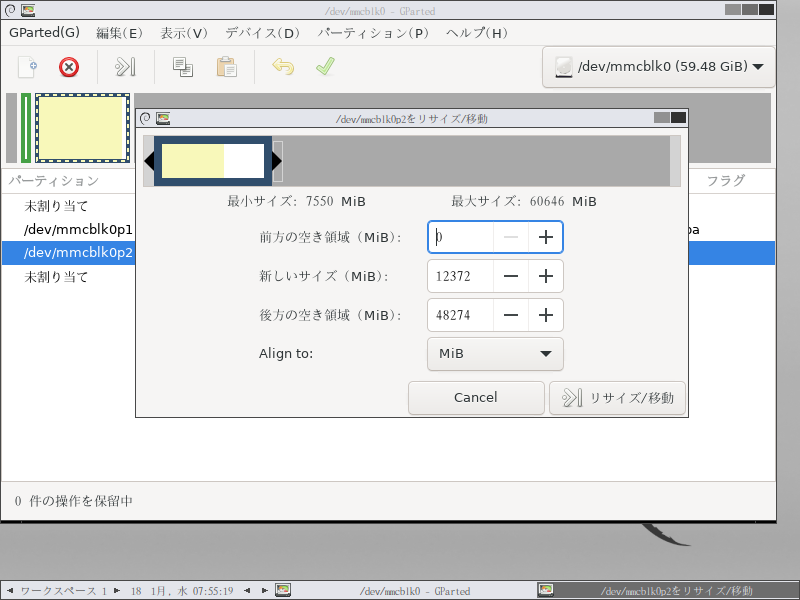 /dev/mmcblk0 - GParted
GParted(G) 編集(E) 表示(V) デバイス(D) パーティション(P) ヘルプ(H)
/dev/mmcblk0 (59.48 GiB)
/dev/mmcblk0p2をリサイズ/移動
パーティション
フラグ
最小サイズ: 7550 MiB 最大サイズ: 60646 MiB
未割り当て
/dev/mmcblk0p1
/dev/mmcblk0p2
未割り当て
前方の空き領域 (MiB): 0
新しいサイズ (MiB): 12372
後方の空き領域 (MiB): 48274
Align to: MiB
Cancel リサイズ/移動
0 件の操作を保留中
ワークスペース 1 18 1月, 水 07:55:19 /dev/mmcblk0 - GParted /dev/mmcblk0p2をリサイズ/移動